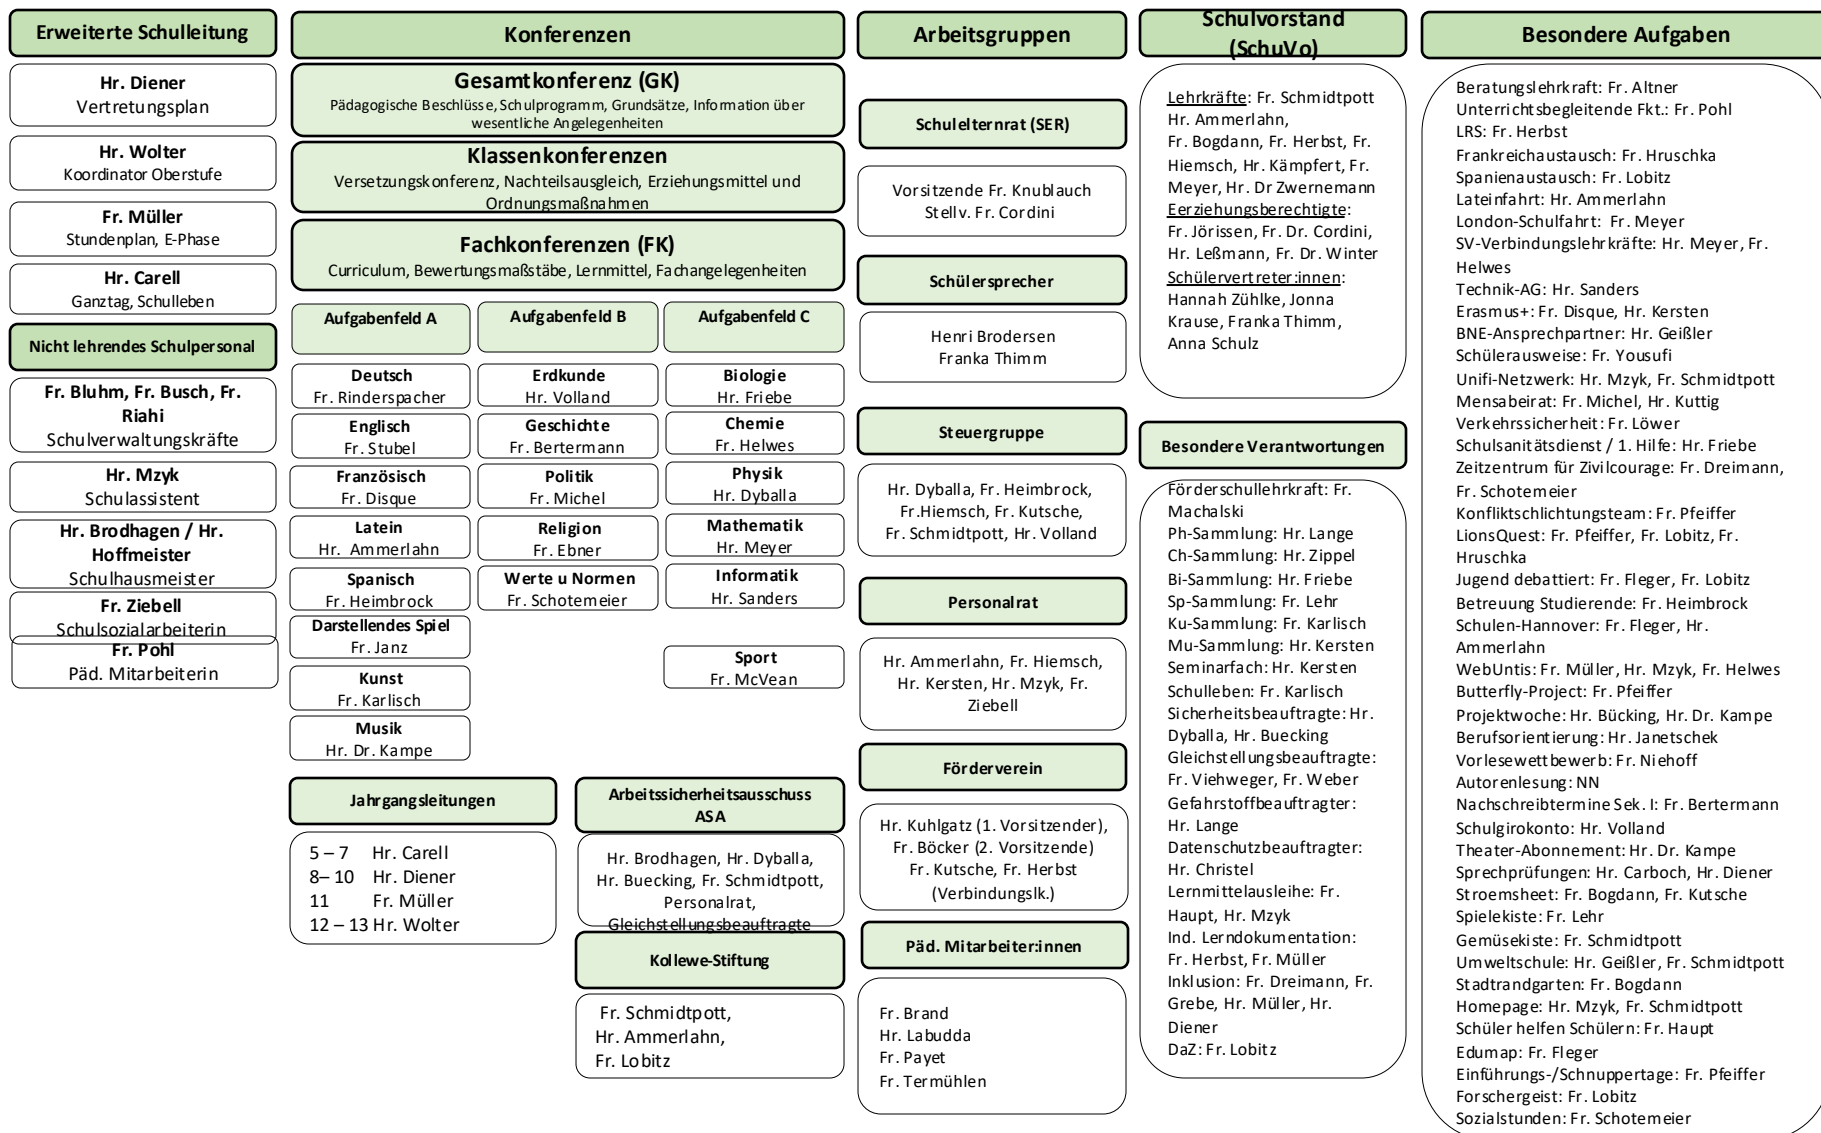 Erweiterte Schulleitung
Hr. Diener
Vertretungsplan
Hr. Wolter
Koordinator Oberstufe
Fr. Müller
Stundenplan, E-Phase
Hr. Carell
Ganztag, Schulleben
Nicht lehrendes Schulpersonal
Fr. Bluhm, Fr. Busch, Fr.
Riahi
Schulverwaltungskräfte
Hr. Mzyk
Schulassistent
Hr. Brodhagen / Hr.
Hoffmeister
Schulhausmeister
Fr. Ziebell
Schulsozialarbeiterin
Fr. Pohl
Päd. Mitarbeiterin
Konferenzen
Gesamtkonferenz (GK)
Pädagogische Beschlüsse, Schulprogramm, Grundsätze, Information über
wesentliche Angelegenheiten
Klassenkonferenzen
Versetzungskonferenz, Nachteilsausgleich, Erziehungsmittel und
Ordnungsmaßnahmen
Fachkonferenzen (FK)
Curriculum, Bewertungsmaßstäbe, Lernmittel, Fachangelegenheiten
Aufgabenfeld A
Deutsch
Fr. Rinderspacher
Englisch
Fr. Stubel
Französisch
Fr. Disque
Latein
Hr. Ammerlahn
Spanisch
Fr. Heimbrock
Darstellendes Spiel
Fr. Janz
Kunst
Fr. Karlisch
Musik
Hr. Dr. Kampe
Aufgabenfeld B
Erdkunde
Hr. Volland
Geschichte
Fr. Bertermann
Politik
Fr. Michel
Religion
Fr. Ebner
Werte u Normen
Fr. Schotemeier
Aufgabenfeld C
Biologie
Hr. Friebe
Chemie
Fr. Helwes
Physik
Hr. Dyballa
Mathematik
Hr. Meyer
Informatik
Hr. Sanders
Sport
Fr. McVean
Jahrgangsleitungen
5 – 7 Hr. Carell
8– 10 Hr. Diener
11 Fr. Müller
12 – 13 Hr. Wolter
Arbeitssicherheitsausschuss
ASA
Hr. Brodhagen, Hr. Dyballa,
Hr. Buecking, Fr. Schmidtpott,
Personalrat,
Gleichstellungsbeauftragte
Kollewe-Stiftung
Fr. Schmidtpott,
Hr. Ammerlahn,
Fr. Lobitz
Arbeitsgruppen
Schulelternrat (SER)
Vorsitzende Fr. Knublauch
Stellv. Fr. Cordini
Schülersprecher
Henri Brodersen
Franka Thimm
Steuergruppe
Hr. Dyballa, Fr. Heimbrock,
Fr.Hiemsch, Fr. Kutsche,
Fr. Schmidtpott, Hr. Volland
Personalrat
Hr. Ammerlahn, Fr. Hiemsch,
Hr. Kersten, Hr. Mzyk, Fr.
Ziebell
Förderverein
Hr. Kuhlgatz (1. Vorsitzender),
Fr. Böcker (2. Vorsitzende)
Fr. Kutsche, Fr. Herbst
(Verbindungslk.)
Päd. Mitarbeiter:innen
Fr. Brand
Hr. Labudda
Fr. Payet
Fr. Termühlen
Schulvorstand
(SchuVo)
Lehrkräfte: Fr. Schmidtpott
Hr. Ammerlahn,
Fr. Bogdann, Fr. Herbst, Fr.
Hiemsch, Hr. Kämpfert, Fr.
Meyer, Hr. Dr Zwernemann
Eerziehungsberechtigte:
Fr. Jörissen, Fr. Dr. Cordini,
Hr. Leßmann, Fr. Dr. Winter
Schülervertreter:innen:
Hannah Zühlke, Jonna
Krause, Franka Thimm,
Anna Schulz
Besondere Verantwortungen
Förderschullehrkraft: Fr.
Machalski
Ph-Sammlung: Hr. Lange
Ch-Sammlung: Hr. Zippel
Bi-Sammlung: Hr. Friebe
Sp-Sammlung: Fr. Lehr
Ku-Sammlung: Fr. Karlisch
Mu-Sammlung: Hr. Kersten
Seminarfach: Hr. Kersten
Schulleben: Fr. Karlisch
Sicherheitsbeauftragte: Hr.
Dyballa, Hr. Buecking
Gleichstellungsbeauftragte:
Fr. Viehweger, Fr. Weber
Gefahrstoffbeauftragter:
Hr. Lange
Datenschutzbeauftragter:
Hr. Christel
Lernmittelausleihe: Fr.
Haupt, Hr. Mzyk
Ind. Lerndokumentation:
Fr. Herbst, Fr. Müller
Inklusion: Fr. Dreimann, Fr.
Grebe, Hr. Müller, Hr.
Diener
DaZ: Fr. Lobitz
Besondere Aufgaben
Beratungslehrkraft: Fr. Altner
Unterrichtsbegleitende Fkt.: Fr. Pohl
LRS: Fr. Herbst
Frankreichaustausch: Fr. Hruschka
Spanienaustausch: Fr. Lobitz
Lateinfahrt: Hr. Ammerlahn
London-Schulfahrt: Fr. Meyer
SV-Verbindungslehrkräfte: Hr. Meyer, Fr.
Helwes
Technik-AG: Hr. Sanders
Erasmus+: Fr. Disque, Hr. Kersten
BNE-Ansprechpartner: Hr. Geißler
Schülerausweise: Fr. Yousufi
Unifi-Netzwerk: Hr. Mzyk, Fr. Schmidtpott
Mensabeirat: Fr. Michel, Hr. Kuttig
Verkehrssicherheit: Fr. Löwer
Schulsanitätsdienst / 1. Hilfe: Hr. Friebe
Zeitzentrum für Zivilcourage: Fr. Dreimann,
Fr. Schotemeier
Konfliktschlichtungsteam: Fr. Pfeiffer
LionsQuest: Fr. Pfeiffer, Fr. Lobitz, Fr.
Hruschka
Jugend debattiert: Fr. Fleger, Fr. Lobitz
Betreuung Studierende: Fr. Heimbrock
Schulen-Hannover: Fr. Fleger, Hr.
Ammerlahn
WebUntis: Fr. Müller, Hr. Mzyk, Fr. Helwes
Butterfly-Project: Fr. Pfeiffer
Projektwoche: Hr. Bücking, Hr. Dr. Kampe
Berufsorientierung: Hr. Janetschek
Vorlesewettbewerb: Fr. Niehoff
Autorenlesung: NN
Nachschreibtermine Sek. I: Fr. Bertermann
Schulgirokonto: Hr. Volland
Theater-Abonnement: Hr. Dr. Kampe
Sprechprüfungen: Hr. Carboch, Hr. Diener
Stroemsheet: Fr. Bogdann, Fr. Kutsche
Spielekiste: Fr. Lehr
Gemüsekiste: Fr. Schmidtpott
Umweltschule: Hr. Geißler, Fr. Schmidtpott
Stadtrandgarten: Fr. Bogdann
Homepage: Hr. Mzyk, Fr. Schmidtpott
Schüler helfen Schülern: Fr. Haupt
Edumap: Fr. Fleger
Einführungs-/Schnuppertage: Fr. Pfeiffer
Forschergeist: Fr. Lobitz
Sozialstunden: Fr. Schotemeier